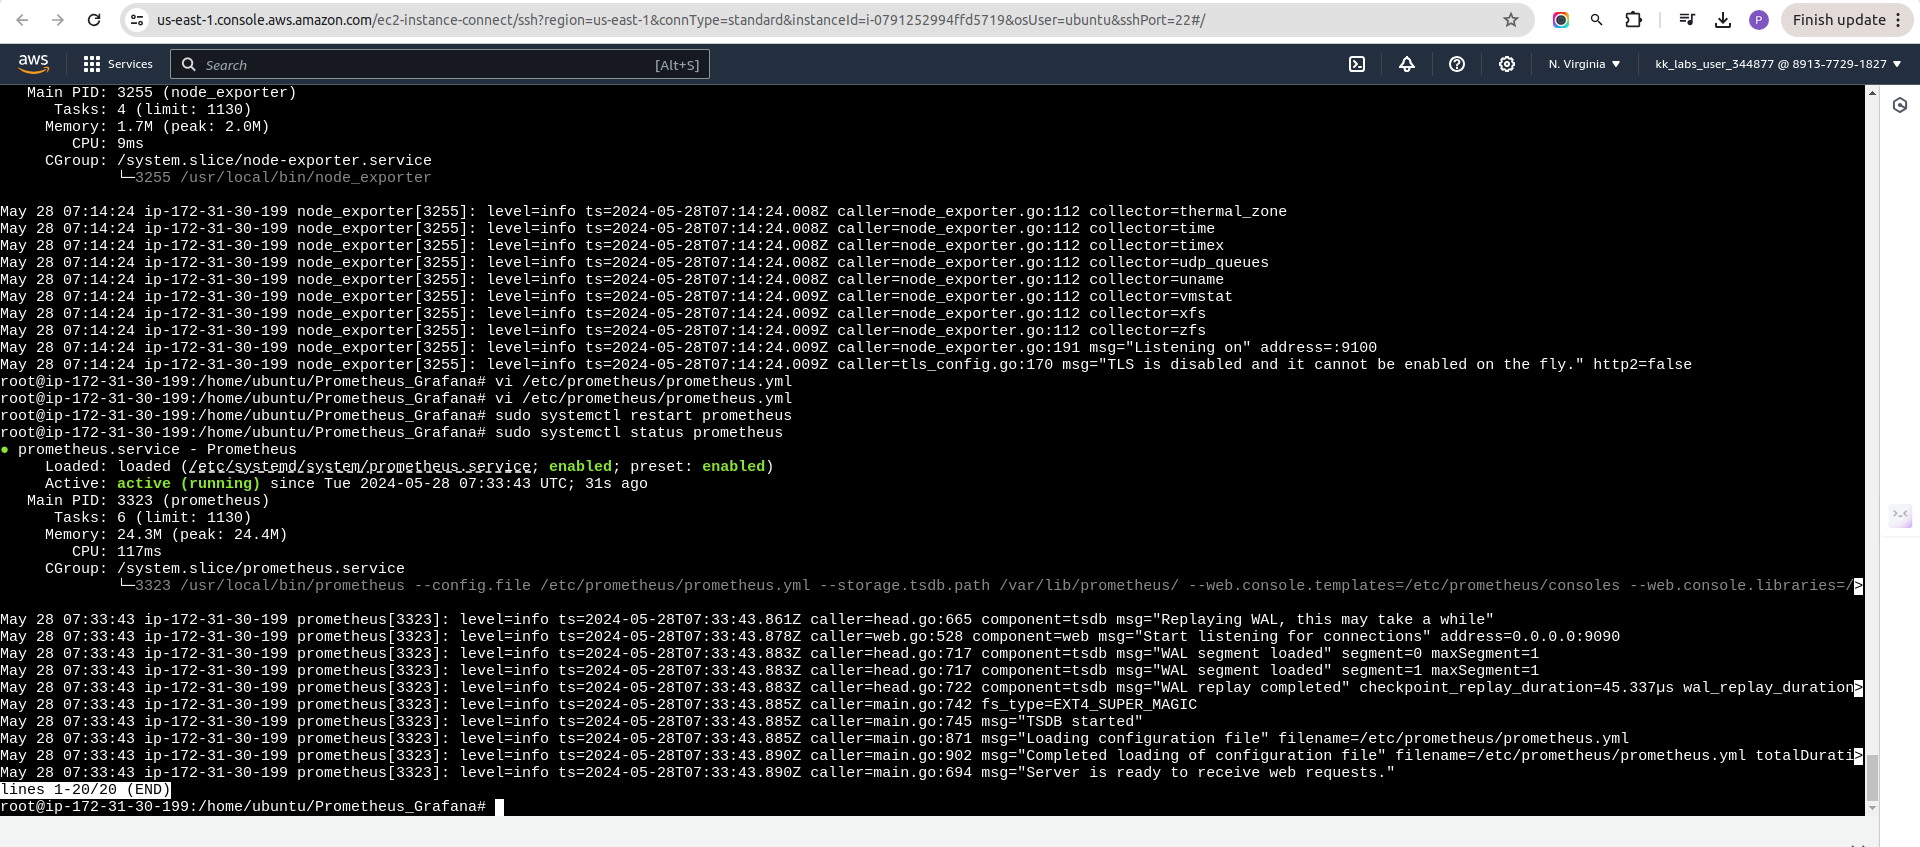 us-east-1.console.aws.amazon.com/ec2-instance-connect/ssh?region=us-east-1&connType=standard&instanceId=i-0791252994ffd5719&osUser=ubuntu&sshPort=22#/
P
Finish update
aws
Services
Search
[Alt+S]
N. Virginia
kk_labs_user_344877 @ 8913-7729-1827
Main PID: 3255 (node_exporter)
Tasks: 4 (limit: 1130)
Memory: 1.7M (peak: 2.0M)
CPU: 9ms
CGroup: /system.slice/node-exporter.service
└─3255 /usr/local/bin/node_exporter
May 28 07:14:24 ip-172-31-30-199 node_exporter[3255]: level=info ts=2024-05-28T07:14:24.008Z caller=node_exporter.go:112 collector=thermal_zone
May 28 07:14:24 ip-172-31-30-199 node_exporter[3255]: level=info ts=2024-05-28T07:14:24.008Z caller=node_exporter.go:112 collector=time
May 28 07:14:24 ip-172-31-30-199 node_exporter[3255]: level=info ts=2024-05-28T07:14:24.008Z caller=node_exporter.go:112 collector=timex
May 28 07:14:24 ip-172-31-30-199 node_exporter[3255]: level=info ts=2024-05-28T07:14:24.008Z caller=node_exporter.go:112 collector=udp_queues
May 28 07:14:24 ip-172-31-30-199 node_exporter[3255]: level=info ts=2024-05-28T07:14:24.008Z caller=node_exporter.go:112 collector=uname
May 28 07:14:24 ip-172-31-30-199 node_exporter[3255]: level=info ts=2024-05-28T07:14:24.009Z caller=node_exporter.go:112 collector=vmstat
May 28 07:14:24 ip-172-31-30-199 node_exporter[3255]: level=info ts=2024-05-28T07:14:24.009Z caller=node_exporter.go:112 collector=xfs
May 28 07:14:24 ip-172-31-30-199 node_exporter[3255]: level=info ts=2024-05-28T07:14:24.009Z caller=node_exporter.go:112 collector=zfs
May 28 07:14:24 ip-172-31-30-199 node_exporter[3255]: level=info ts=2024-05-28T07:14:24.009Z caller=node_exporter.go:191 msg="Listening on" address=:9100
May 28 07:14:24 ip-172-31-30-199 node_exporter[3255]: level=info ts=2024-05-28T07:14:24.009Z caller=tls_config.go:170 msg="TLS is disabled and it cannot be enabled on the fly." http2=false
root@ip-172-31-30-199:/home/ubuntu/Prometheus_Grafana# vi /etc/prometheus/prometheus.yml
root@ip-172-31-30-199:/home/ubuntu/Prometheus_Grafana# vi /etc/prometheus/prometheus.yml
root@ip-172-31-30-199:/home/ubuntu/Prometheus_Grafana# sudo systemctl restart prometheus
root@ip-172-31-30-199:/home/ubuntu/Prometheus_Grafana# sudo systemctl status prometheus
● prometheus.service - Prometheus
Loaded: loaded (/etc/systemd/system/prometheus.service; enabled; preset: enabled)
Active: active (running) since Tue 2024-05-28 07:33:43 UTC; 31s ago
Main PID: 3323 (prometheus)
Tasks: 6 (limit: 1130)
Memory: 24.3M (peak: 24.4M)
CPU: 117ms
CGroup: /system.slice/prometheus.service
└─3323 /usr/local/bin/prometheus --config.file /etc/prometheus/prometheus.yml --storage.tsdb.path /var/lib/prometheus/ --web.console.templates=/etc/prometheus/consoles --web.console.libraries=/>
May 28 07:33:43 ip-172-31-30-199 prometheus[3323]: level=info ts=2024-05-28T07:33:43.861Z caller=head.go:665 component=tsdb msg="Replaying WAL, this may take a while"
May 28 07:33:43 ip-172-31-30-199 prometheus[3323]: level=info ts=2024-05-28T07:33:43.878Z caller=web.go:528 component=web msg="Start listening for connections" address=0.0.0.0:9090
May 28 07:33:43 ip-172-31-30-199 prometheus[3323]: level=info ts=2024-05-28T07:33:43.883Z caller=head.go:717 component=tsdb msg="WAL segment loaded" segment=0 maxSegment=1
May 28 07:33:43 ip-172-31-30-199 prometheus[3323]: level=info ts=2024-05-28T07:33:43.883Z caller=head.go:717 component=tsdb msg="WAL segment loaded" segment=1 maxSegment=1
May 28 07:33:43 ip-172-31-30-199 prometheus[3323]: level=info ts=2024-05-28T07:33:43.883Z caller=head.go:722 component=tsdb msg="WAL replay completed" checkpoint_replay_duration=45.337µs wal_replay_duration>
May 28 07:33:43 ip-172-31-30-199 prometheus[3323]: level=info ts=2024-05-28T07:33:43.885Z caller=main.go:742 fs_type=EXT4_SUPER_MAGIC
May 28 07:33:43 ip-172-31-30-199 prometheus[3323]: level=info ts=2024-05-28T07:33:43.885Z caller=main.go:745 msg="TSDB started"
May 28 07:33:43 ip-172-31-30-199 prometheus[3323]: level=info ts=2024-05-28T07:33:43.885Z caller=main.go:871 msg="Loading configuration file" filename=/etc/prometheus/prometheus.yml
May 28 07:33:43 ip-172-31-30-199 prometheus[3323]: level=info ts=2024-05-28T07:33:43.890Z caller=main.go:902 msg="Completed loading of configuration file" filename=/etc/prometheus/prometheus.yml totalDurati>
May 28 07:33:43 ip-172-31-30-199 prometheus[3323]: level=info ts=2024-05-28T07:33:43.890Z caller=main.go:694 msg="Server is ready to receive web requests."
lines 1-20/20 (END)
root@ip-172-31-30-199:/home/ubuntu/Prometheus_Grafana#